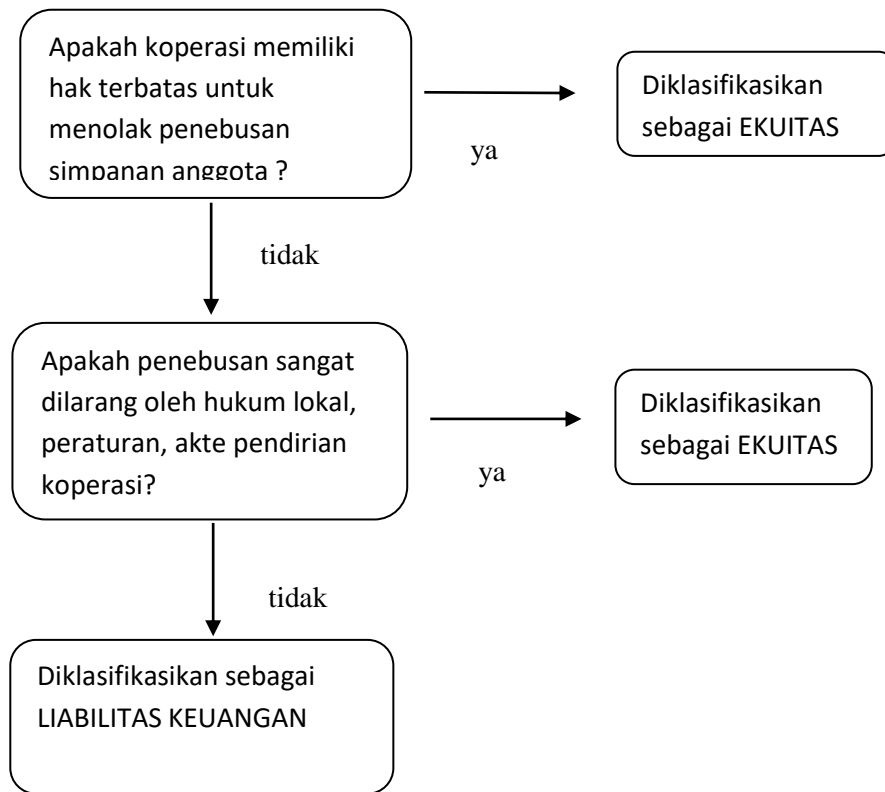 Apakah koperasi memiliki
hak terbatas untuk
menolak penebusan
simpanan anggota ?
Diklasifikasikan
sebagai EKUITAS
ya
tidak
Apakah penebusan sangat
dilarang oleh hukum lokal,
peraturan, akte pendirian
koperasi?
Diklasifikasikan
sebagai EKUITAS
ya
tidak
Diklasifikasikan sebagai
LIABILITAS KEUANGAN